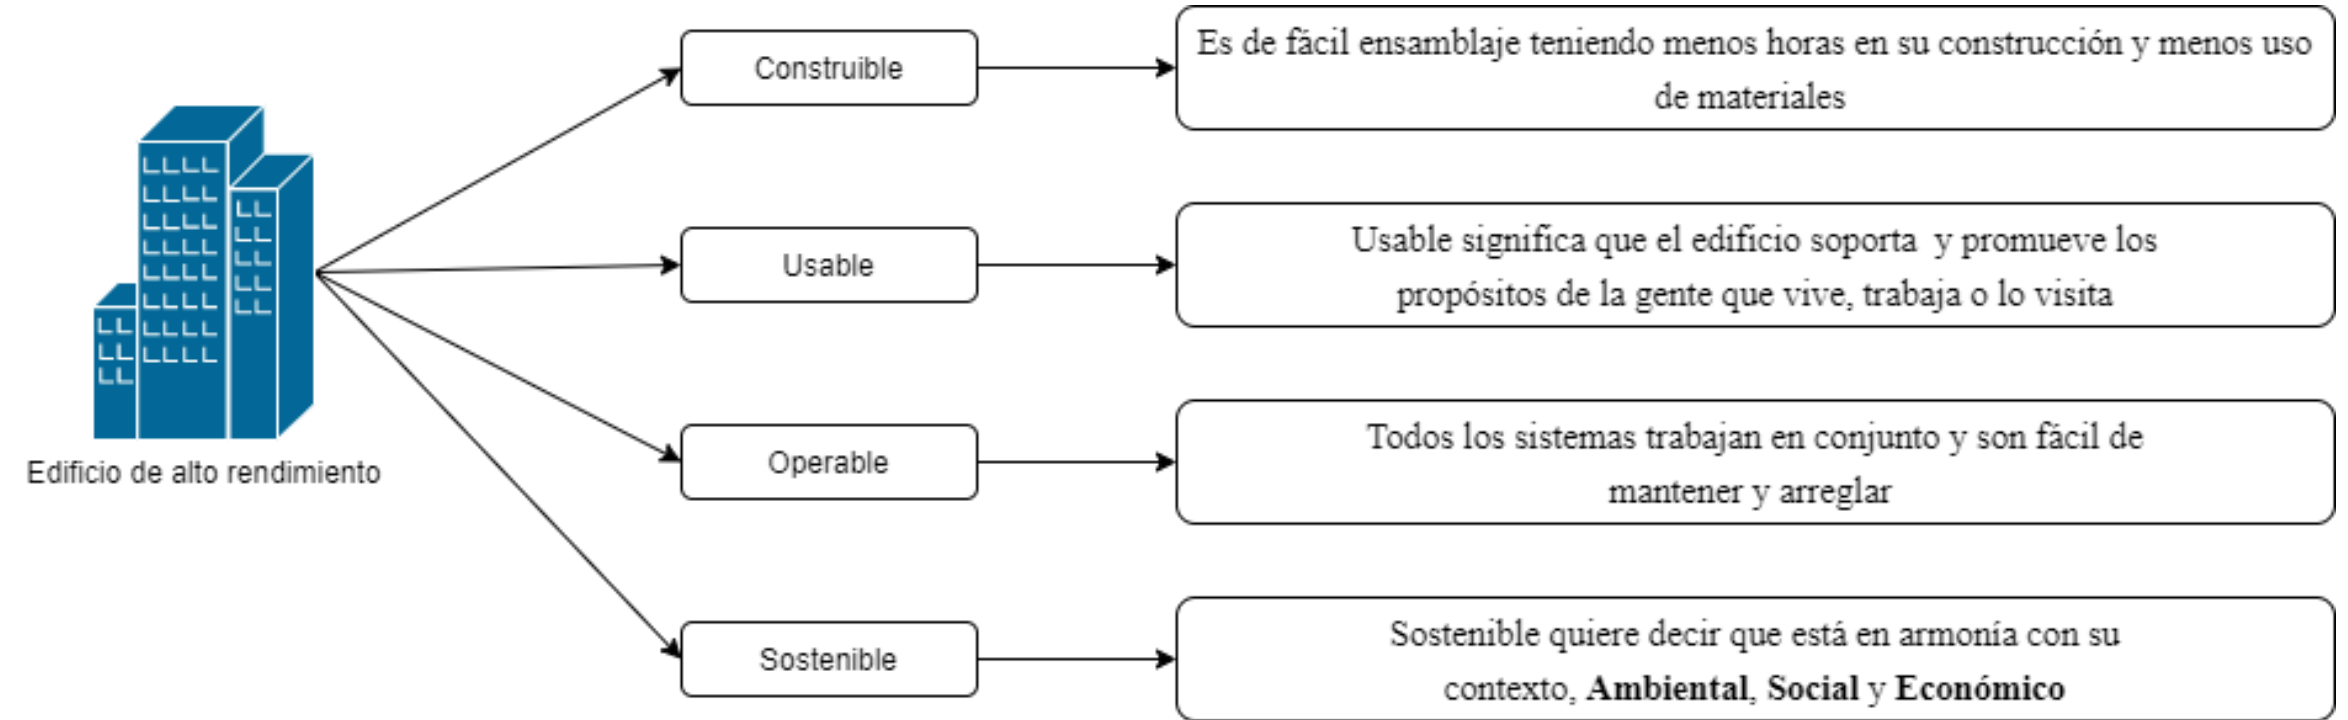 Construible
Es de fácil ensamblaje teniendo menos horas en su construcción y menos uso
de materiales
Usable
Usable significa que el edificio soporta  y promueve los
propósitos de la gente que vive, trabaja o lo visita
Edificio de alto rendimiento
Operable
Todos los sistemas trabajan en conjunto y son fácil de
mantener y arreglar
Sostenible
Sostenible quiere decir que está en armonía con su
contexto, Ambiental, Social y Económico